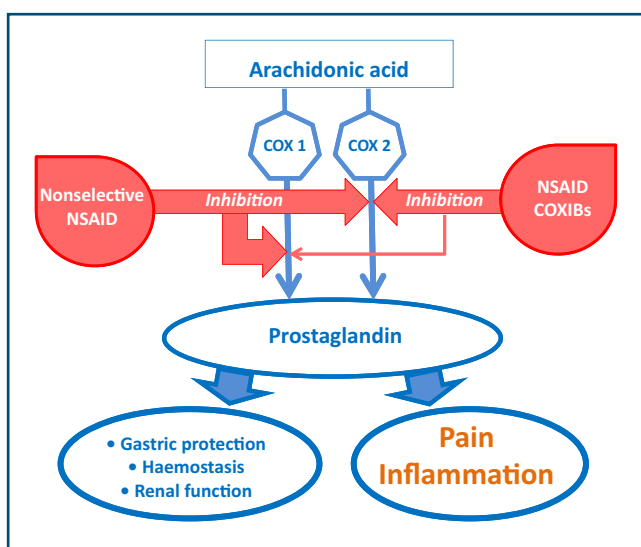 Arachidonic acid
COX 1
COX 2
Nonselective
NSAID
Inhibition
Inhibition
NSAID
COXIBs
Prostaglandin
• Gastric protection
• Haemostasis
• Renal function
Pain
Inflammation